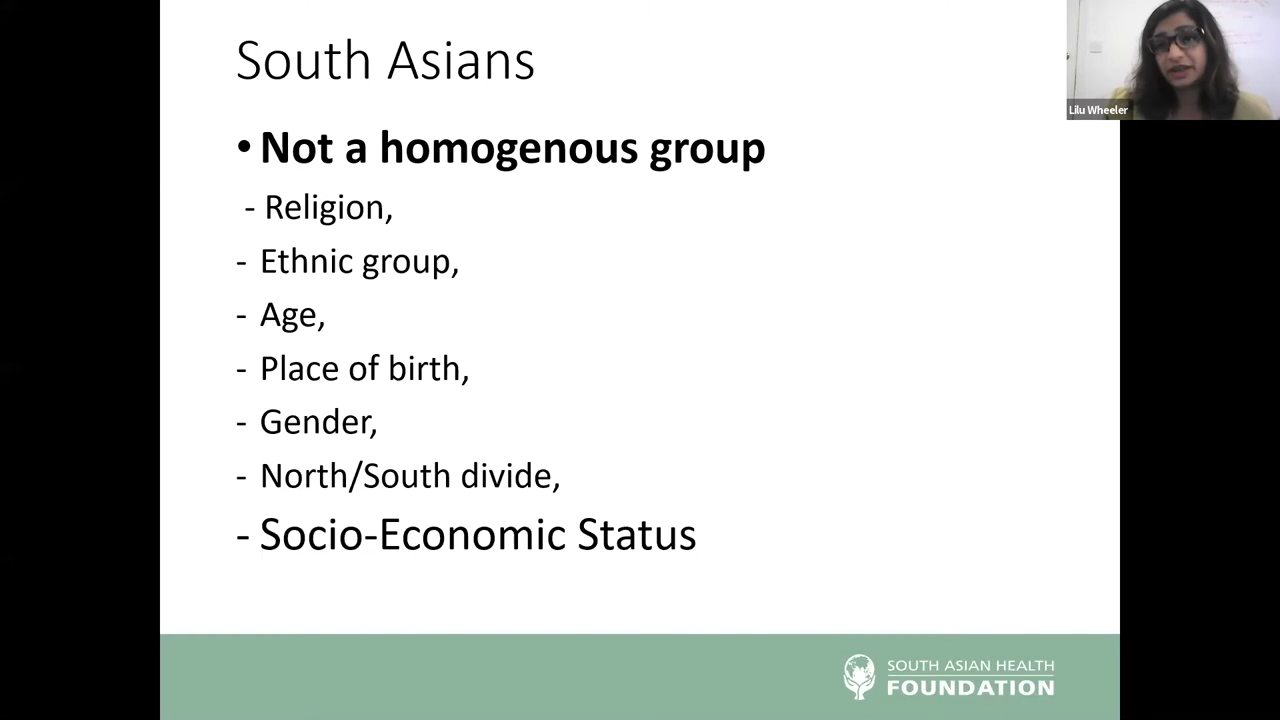 South Asians
• Not a homogenous group
- Religion,
- Ethnic group,
- Age,
- Place of birth,
- Gender,
- North/South divide,
- Socio-Economic Status
Lilu Wheeler
SOUTH ASIAN HEALTH
FOUNDATION